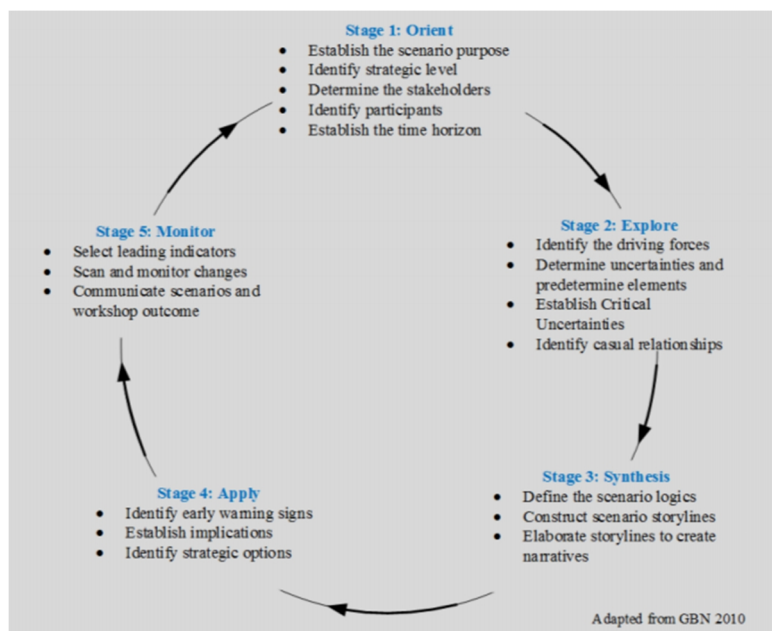 Stage 1: Orient
• Establish the scenario purpose
• Identify strategic level
• Determine the stakeholders
• Identify participants
• Establish the time horizon
Stage 2: Explore
• Identify the driving forces
• Determine uncertainties and
predetermine elements
• Establish Critical
Uncertainties
• Identify casual relationships
Stage 3: Synthesis
• Define the scenario logics
• Construct scenario storylines
• Elaborate storylines to create
narratives
Stage 4: Apply
• Identify early warning signs
• Establish implications
• Identify strategic options
Stage 5: Monitor
• Select leading indicators
• Scan and monitor changes
• Communicate scenarios and
workshop outcome
Adapted from GBN 2010